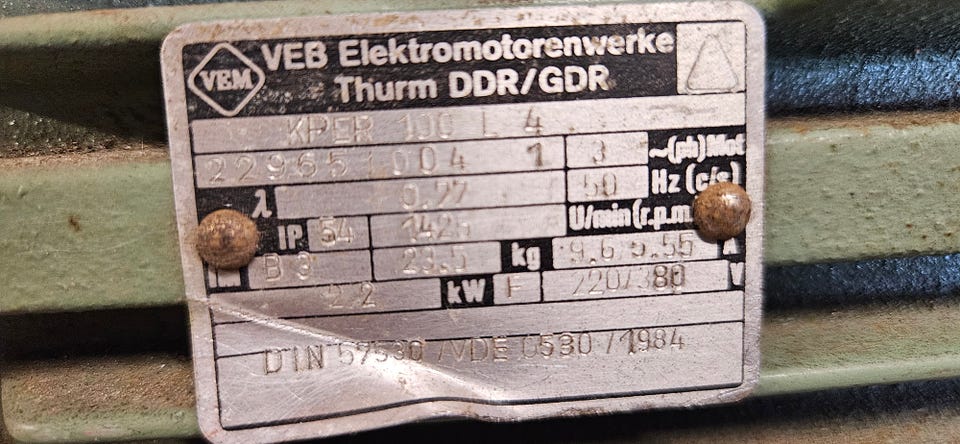 VEM
VEB Elektromotorenwerke
Thurm DDR/GDR
KPER 100 L 4
229651004 1 3 ~(ph)Mot
λ 0.27 50 Hz (c/s)
IP 54 1425 U/min(r.p.m.
B 3 23.5 kg 9.6/5.55 A
2.2 kW F 220/380 V
DIN 57530/VDE 0530/1984